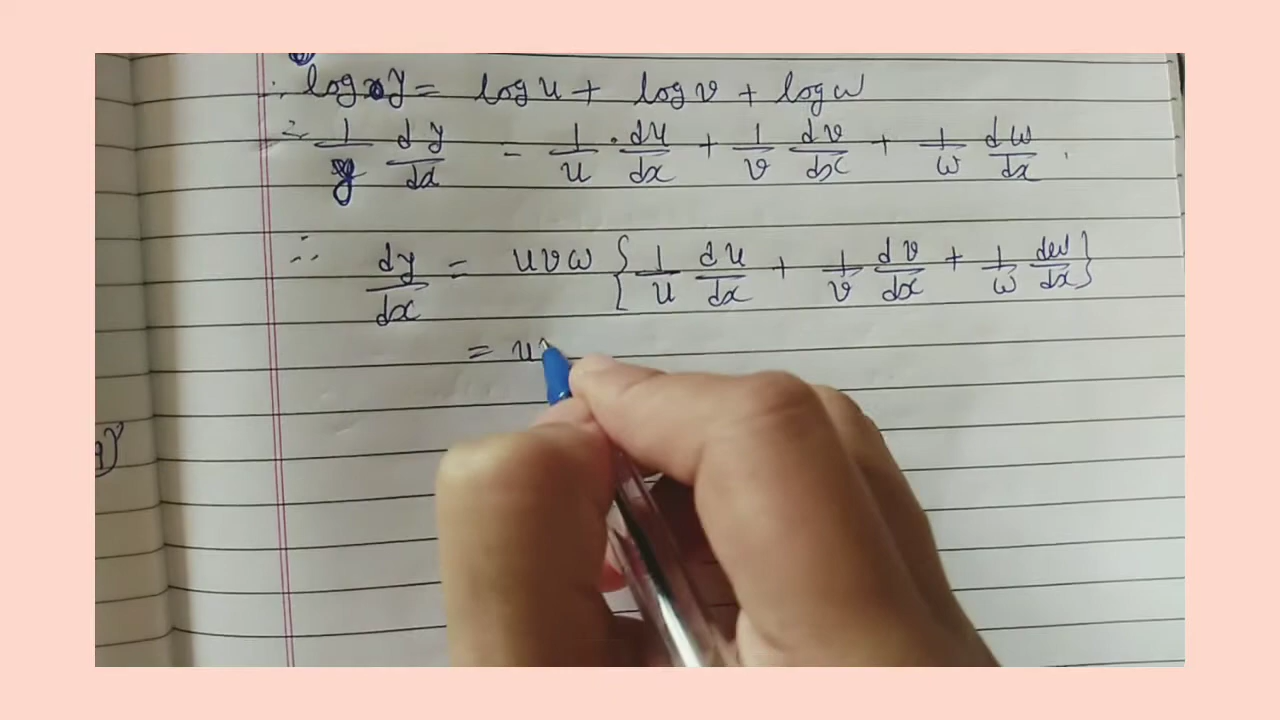 ∴ log y = log u + log v + log w
∴ 1/y dy/dx = 1/u · du/dx + 1/v dv/dx + 1/w dw/dx .
∴ dy/dx = uvw { 1/u du/dx + 1/v dv/dx + 1/w dw/dx }
= u